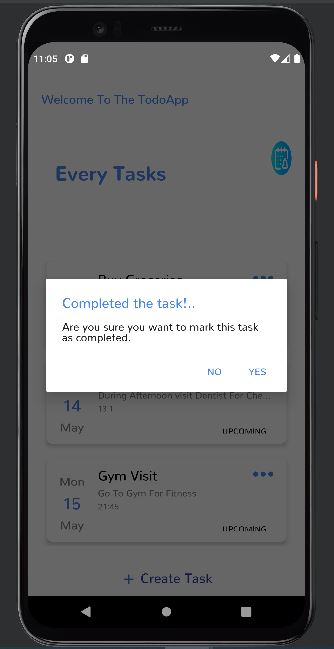 11:05
Welcome To The TodoApp
Every Tasks
Buy Groceries
Completed the task!..
Are you sure you want to mark this task
as completed.
NO
YES
During Afternoon visit Dentist For Che...
14
13:1
May
UPCOMING
Mon
Gym Visit
15
Go To Gym For Fitness
21:45
May
UPCOMING
+ Create Task